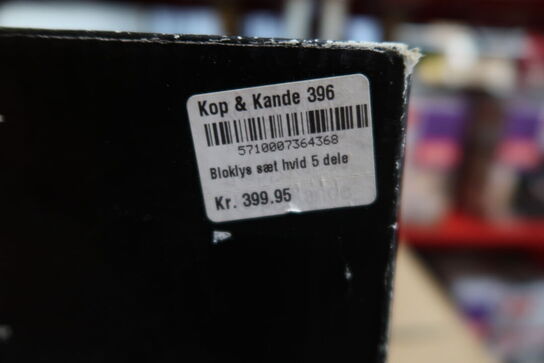 Kop & Kande 396
5710007364368
Bloklys sæt hvid 5 dele
Kr. 399.95